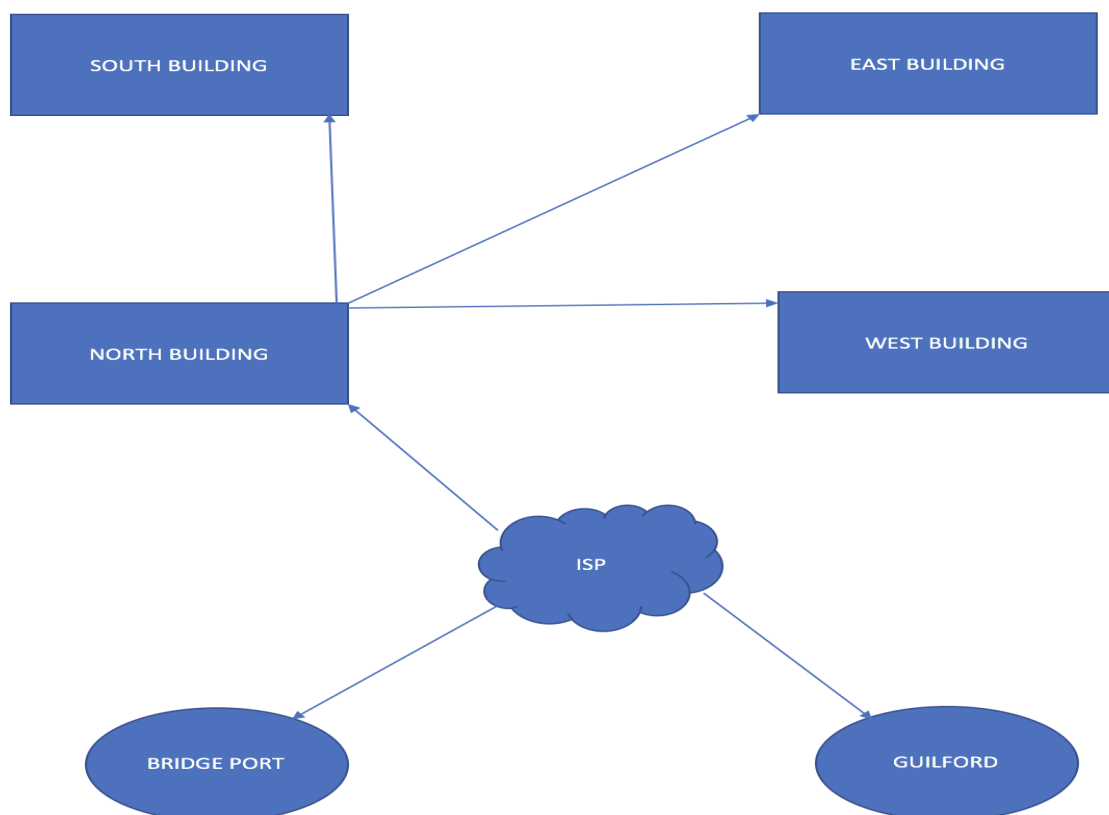 SOUTH BUILDING
EAST BUILDING
NORTH BUILDING
WEST BUILDING
ISP
BRIDGE PORT
GUILFORD